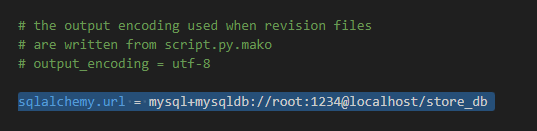 # the output encoding used when revision files
# are written from script.py.mako
# output_encoding = utf-8
sqlalchemy.url = mysql+mysqldb://root:1234@localhost/store_db